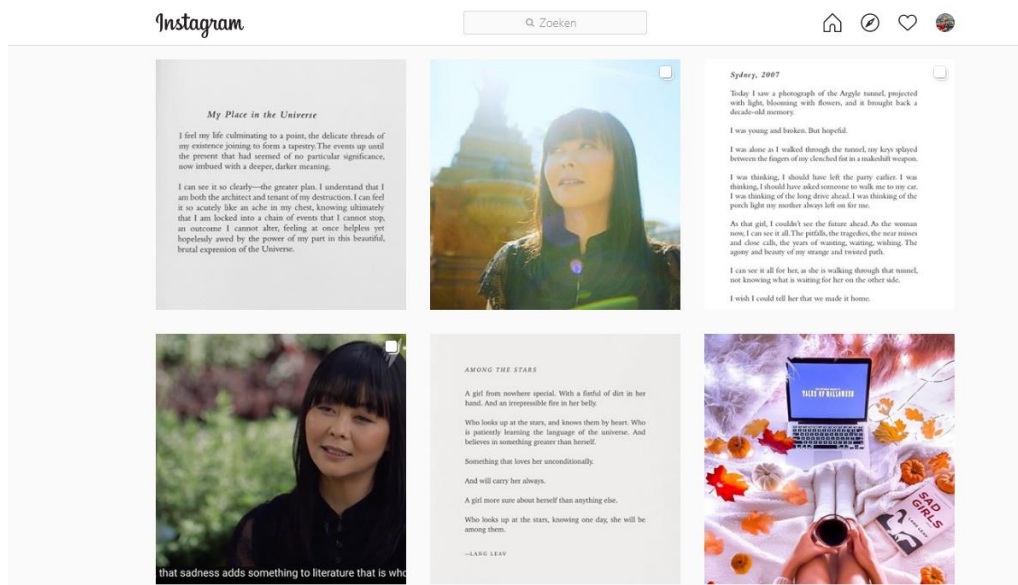 Instagram
Zoeken
My Place in the Universe
I feel my life culminating to a point, the delicate threads of
my existence joining to form a tapestry. The events up until
the present that had seemed of no particular significance,
now imbued with a deeper, darker meaning.
I can see it so clearly—the greater plan. I understand that I
am both the architect and tenant of my destruction. I can feel
it so acutely like an ache in my chest, knowing ultimately
that I am locked into a chain of events that I cannot stop,
an outcome I cannot alter, feeling at once helpless yet
hopelessly awed by the power of my part in this beautiful,
brutal expression of the Universe.
Sydney, 2007
Today I saw a photograph of the Argyle tunnel, projected
with light, blooming with flowers, and it brought back a
decade-old memory.
I was young and broken. But hopeful.
I was alone as I walked through the tunnel, my keys splayed
between the fingers of my clenched fist in a makeshift weapon.
I was thinking, I should have left the party earlier. I was
thinking, I should have asked someone to walk me to my car.
I was thinking of the long drive ahead. I was thinking of the
porch light my mother always left on for me.
As that girl, I couldn't see the future ahead. As the woman
now, I can see it all. The pitfalls, the tragedies, the near misses
and close calls, the years of wanting, waiting, wishing. The
agony and beauty of my strange and twisted path.
I can see it all for her, as she is walking through that tunnel,
not knowing what is waiting for her on the other side.
I wish I could tell her that we made it home.
that sadness adds something to literature that is who
AMONG THE STARS
A girl from nowhere special. With a fistful of dirt in her
hand. And an irrepressible fire in her belly.
Who looks up at the stars, and knows them by heart. Who
is patiently learning the language of the universe. And
believes in something greater than herself.
Something that loves her unconditionally.
And will carry her always.
A girl more sure about herself than anything else.
Who looks up at the stars, knowing one day, she will be
among them.
—LANG LEAV
TALES OF HALLOWEEN
SAD
GIRLS
LANG LEAV